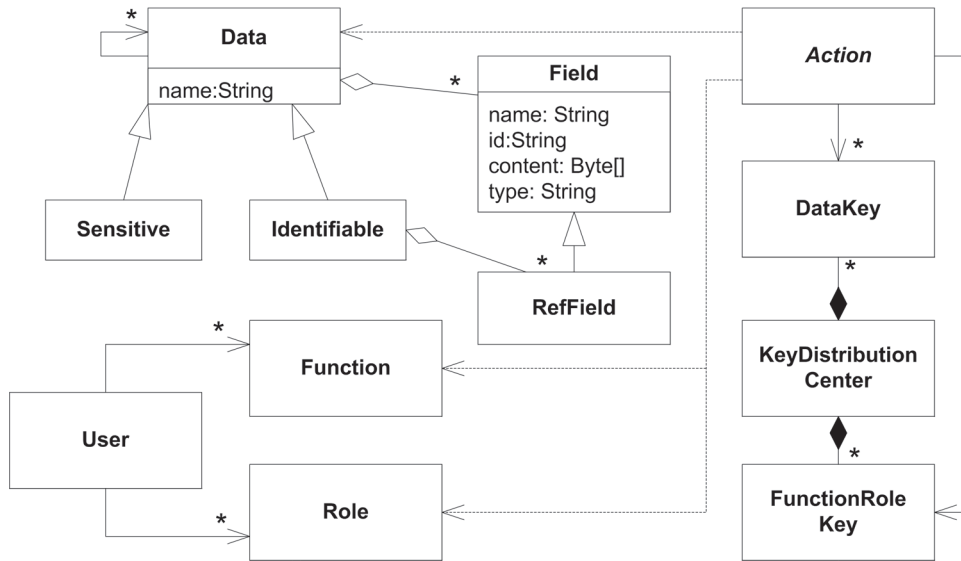 *
Data
name:String
*
Field
name: String
id:String
content: Byte[]
type: String
Action
*
DataKey
Sensitive
Identifiable
*
RefField
*
KeyDistribution
Center
*
FunctionRole
Key
*
Function
User
*
Role